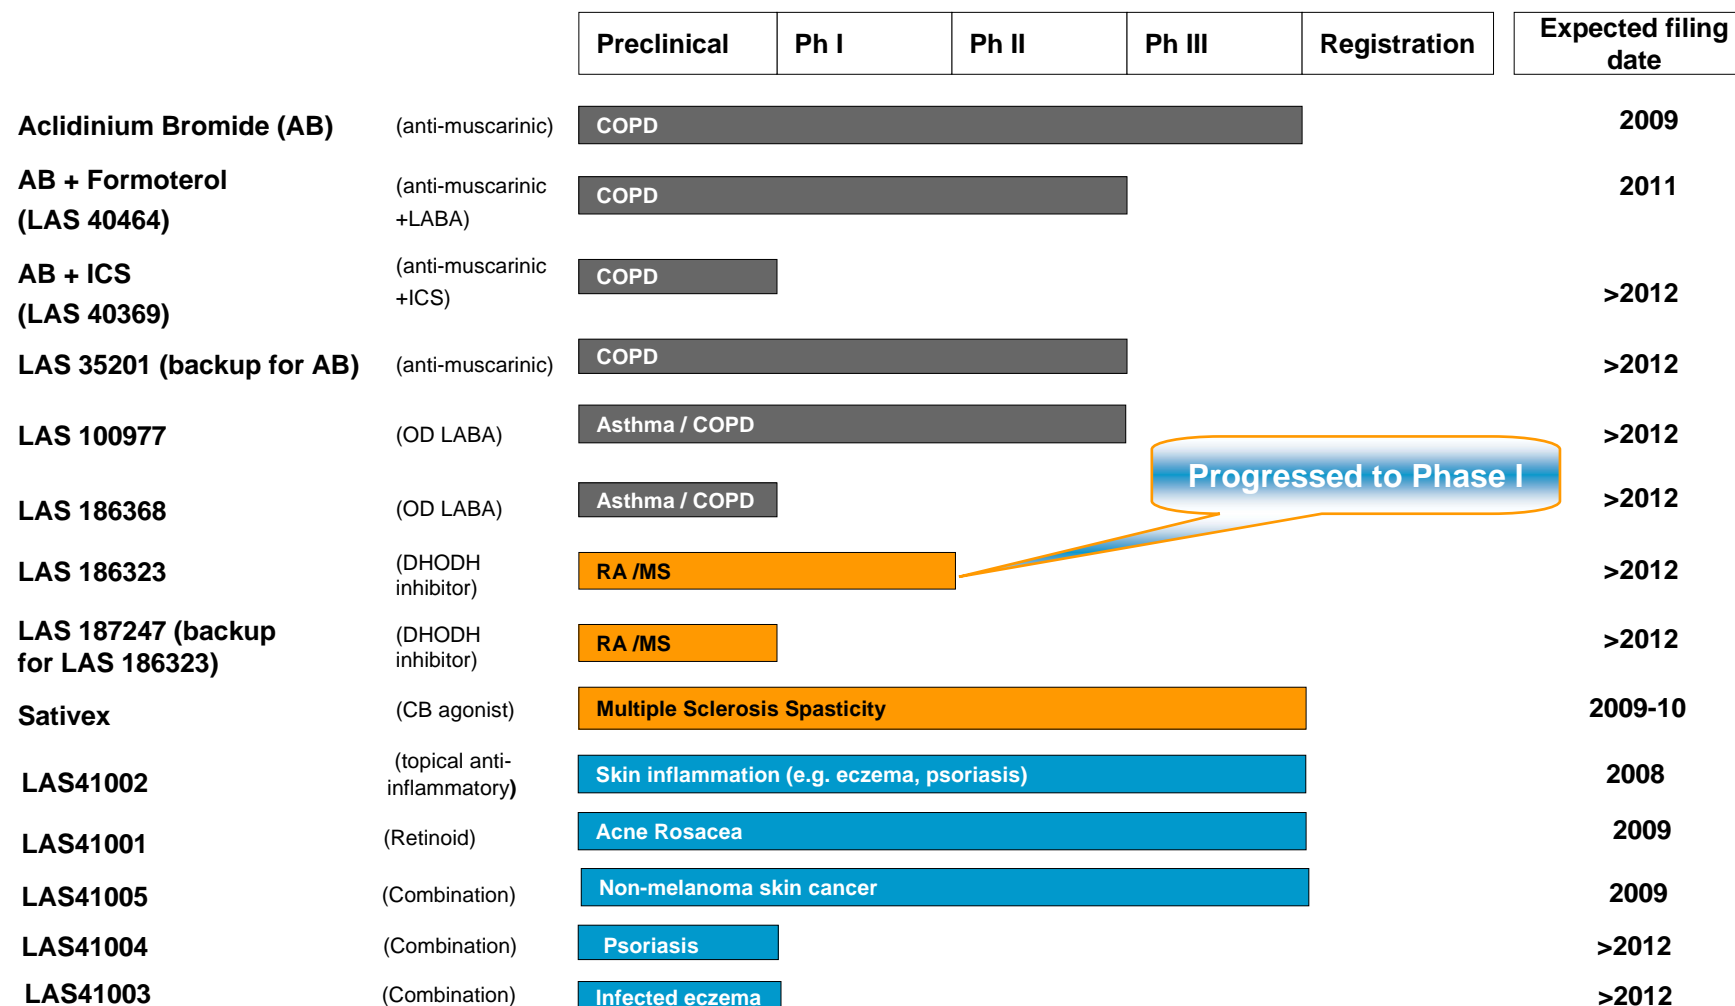 Preclinical Ph I Ph II Ph III Registration Expected filing
date
Aclidinium Bromide (AB) (anti-muscarinic) COPD 2009
AB + Formoterol (anti-muscarinic COPD 2011
(LAS 40464) +LABA)
AB + ICS (anti-muscarinic COPD
(LAS 40369) +ICS) >2012
LAS 35201 (backup for AB) (anti-muscarinic) COPD >2012
LAS 100977 (OD LABA) Asthma / COPD >2012
Progressed to Phase I
LAS 186368 (OD LABA) Asthma / COPD >2012
LAS 186323 (DHODH RA /MS >2012
inhibitor)
LAS 187247 (backup (DHODH RA /MS >2012
for LAS 186323) inhibitor)
Sativex (CB agonist) Multiple Sclerosis Spasticity 2009-10
LAS41002 (topical anti- Skin inflammation (e.g. eczema, psoriasis) 2008
inflammatory)
LAS41001 (Retinoid) Acne Rosacea 2009
LAS41005 (Combination) Non-melanoma skin cancer 2009
LAS41004 (Combination) Psoriasis >2012
LAS41003 (Combination) Infected eczema >2012